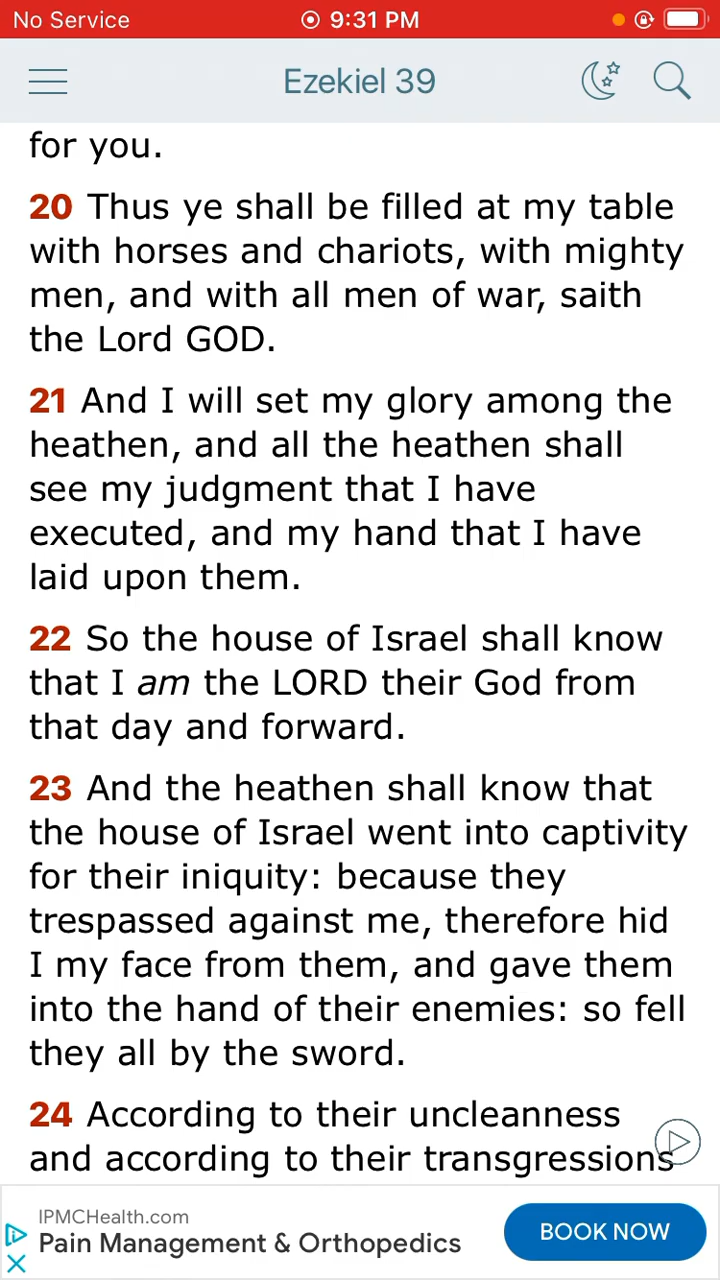 No Service
9:31 PM
Ezekiel 39
for you.
20 Thus ye shall be filled at my table
with horses and chariots, with mighty
men, and with all men of war, saith
the Lord GOD.
21 And I will set my glory among the
heathen, and all the heathen shall
see my judgment that I have
executed, and my hand that I have
laid upon them.
22 So the house of Israel shall know
that I am the LORD their God from
that day and forward.
23 And the heathen shall know that
the house of Israel went into captivity
for their iniquity: because they
trespassed against me, therefore hid
I my face from them, and gave them
into the hand of their enemies: so fell
they all by the sword.
24 According to their uncleanness
and according to their transgressions
IPMCHealth.com
Pain Management & Orthopedics
BOOK NOW